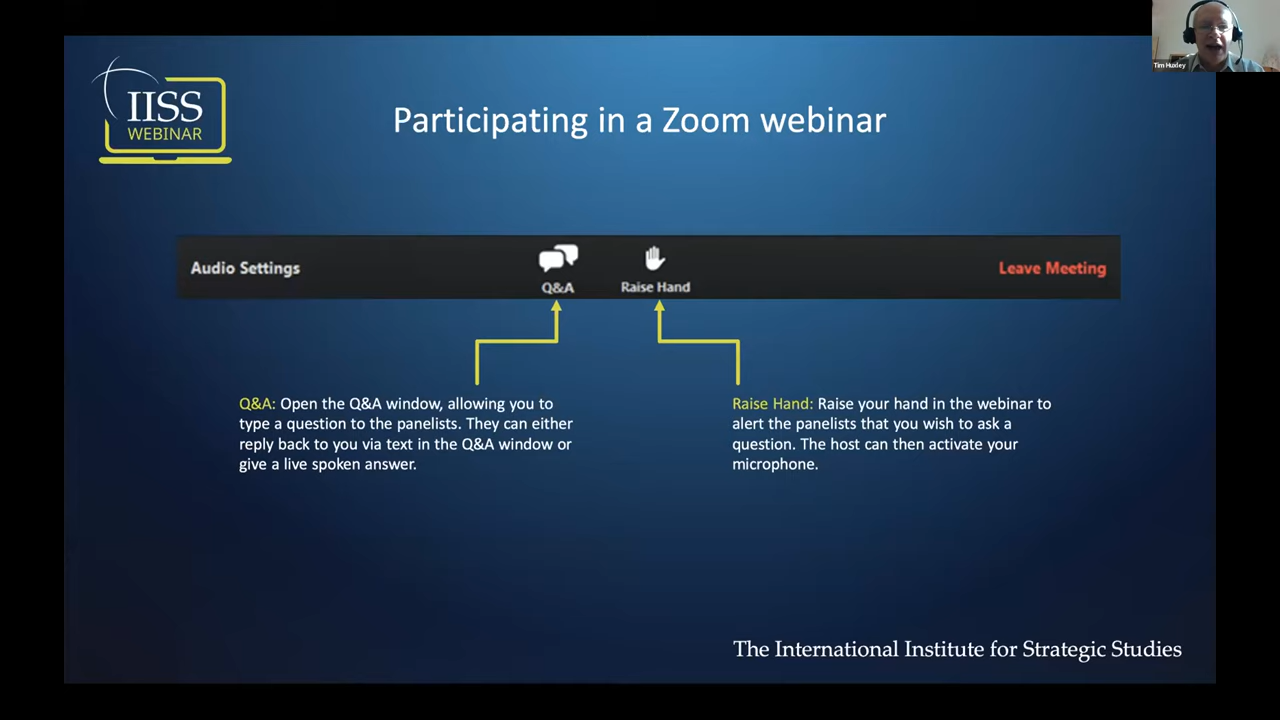 Tim Huxley
IISS
WEBINAR
Participating in a Zoom webinar
Audio Settings
Q&A
Raise Hand
Leave Meeting
Q&A: Open the Q&A window, allowing you to
type a question to the panelists. They can either
reply back to you via text in the Q&A window or
give a live spoken answer.
Raise Hand: Raise your hand in the webinar to
alert the panelists that you wish to ask a
question. The host can then activate your
microphone.
The International Institute for Strategic Studies